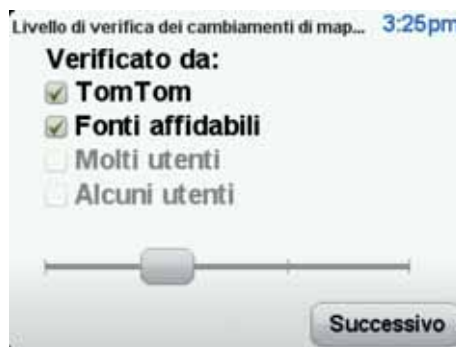 Livello di verifica dei cambiamenti di map... 3:25pm
Verificato da:
TomTom
Fonti affidabili
Molti utenti
Alcuni utenti
Successivo